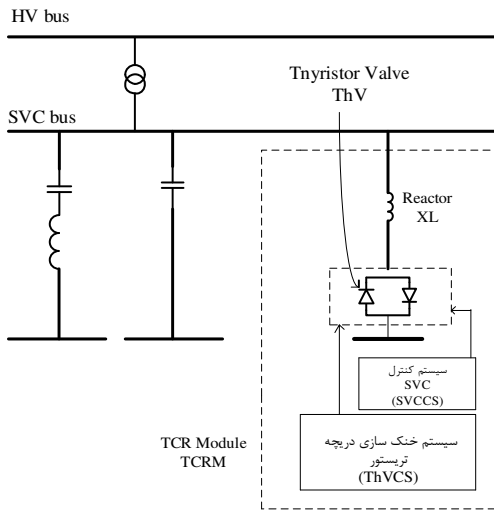 HV bus
Tnyristor Valve
ThV
SVC bus
Reactor
XL
سیستم کنترل
SVC
(SVCCS)
TCR Module
TCRM
سیستم خنک سازی دریچه
تریستور
(ThVCS)